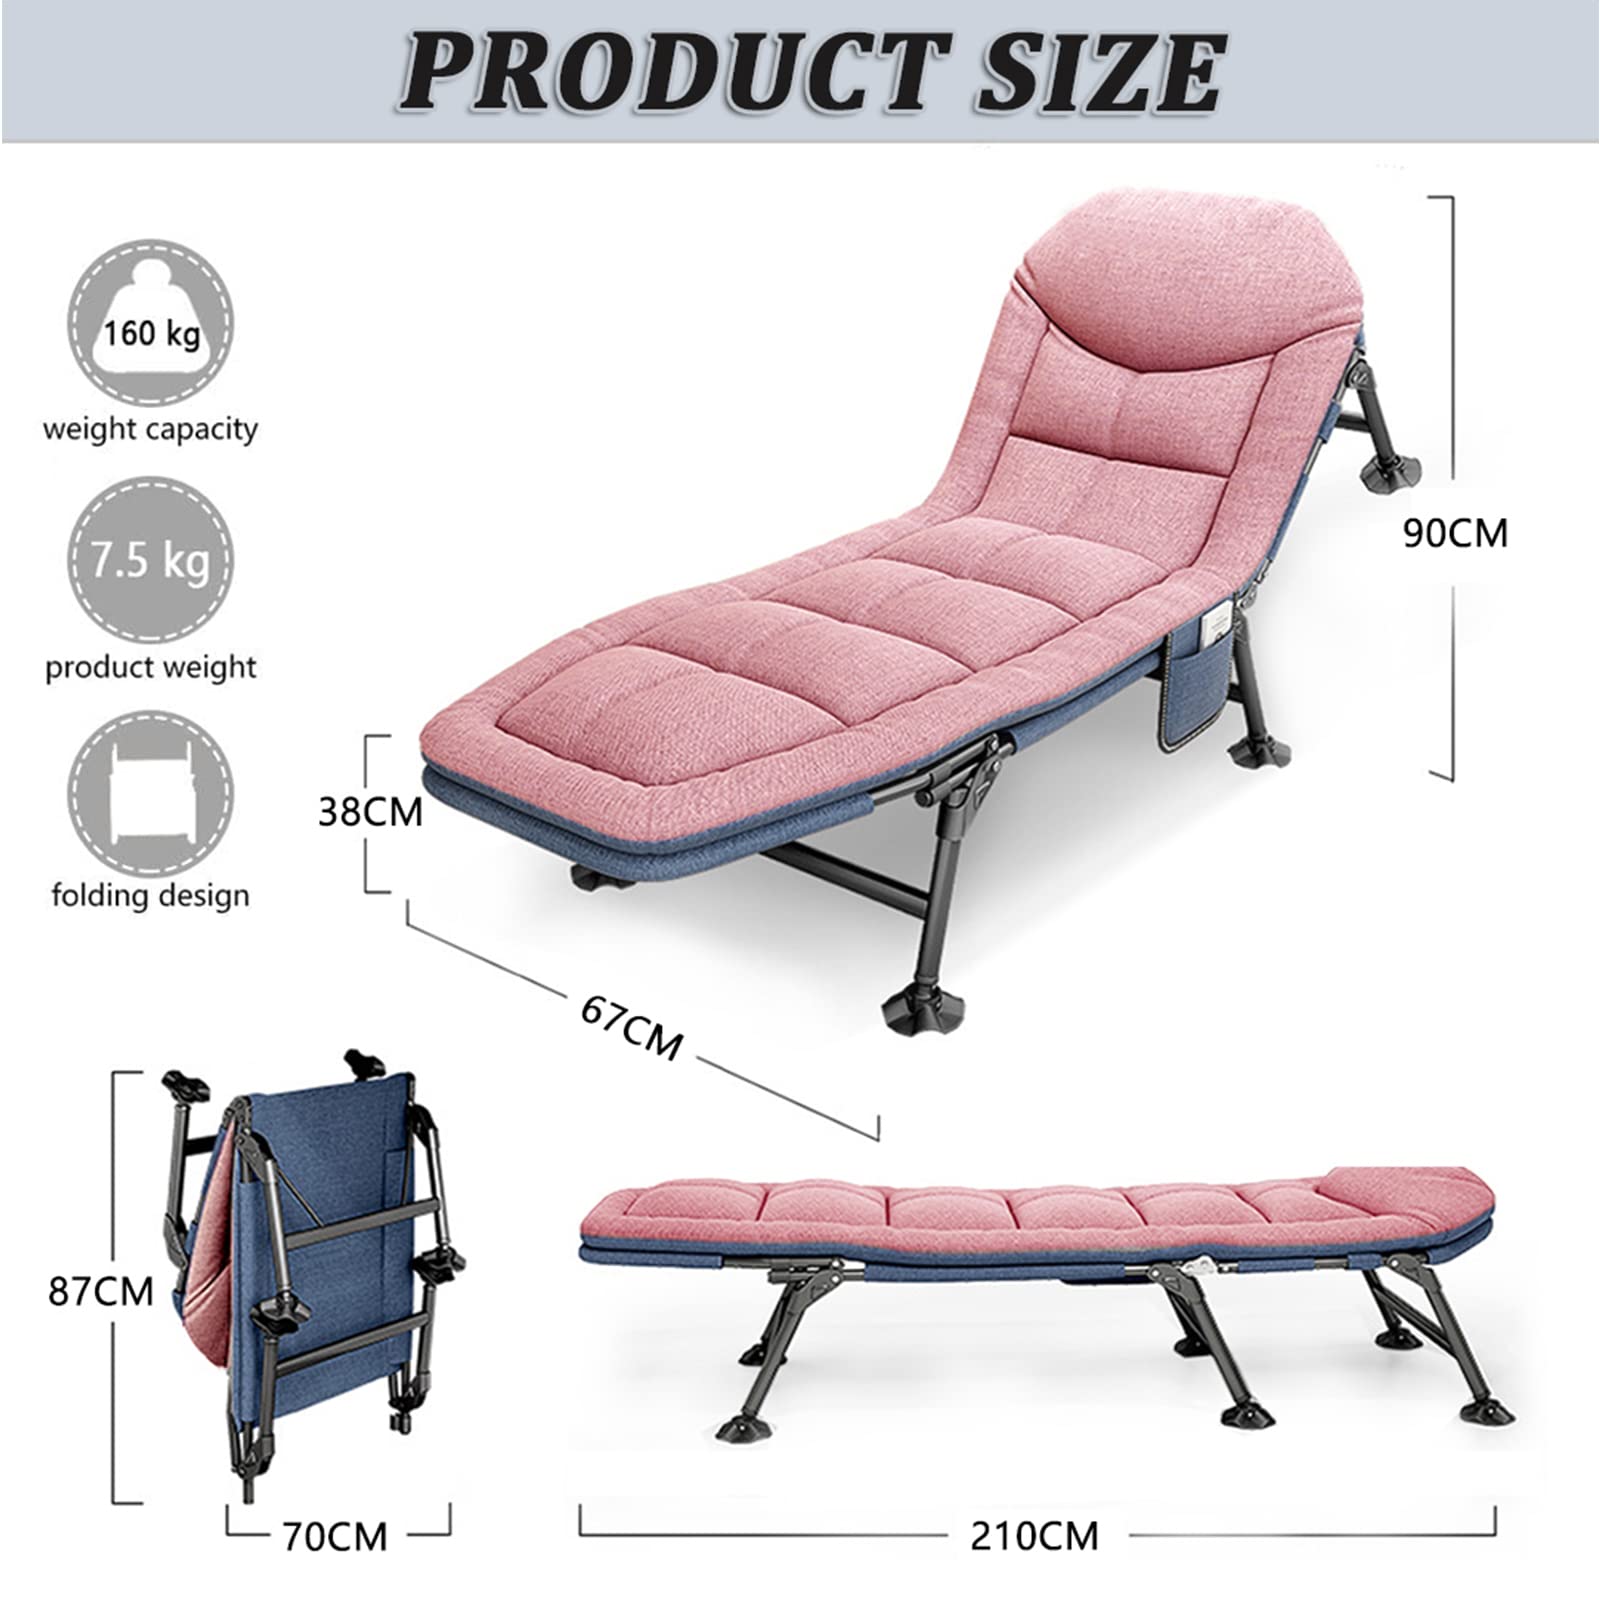 PRODUCT SIZE
160 kg
weight capacity
7.5 kg
product weight
folding design
90CM
38CM
67CM
87CM
70CM
210CM